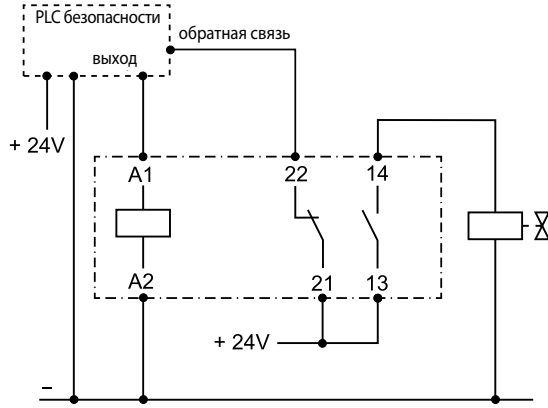 PLC безопасности
обратная связь
выход
+ 24V
A1
22
14
A2
21
13
+ 24V
–